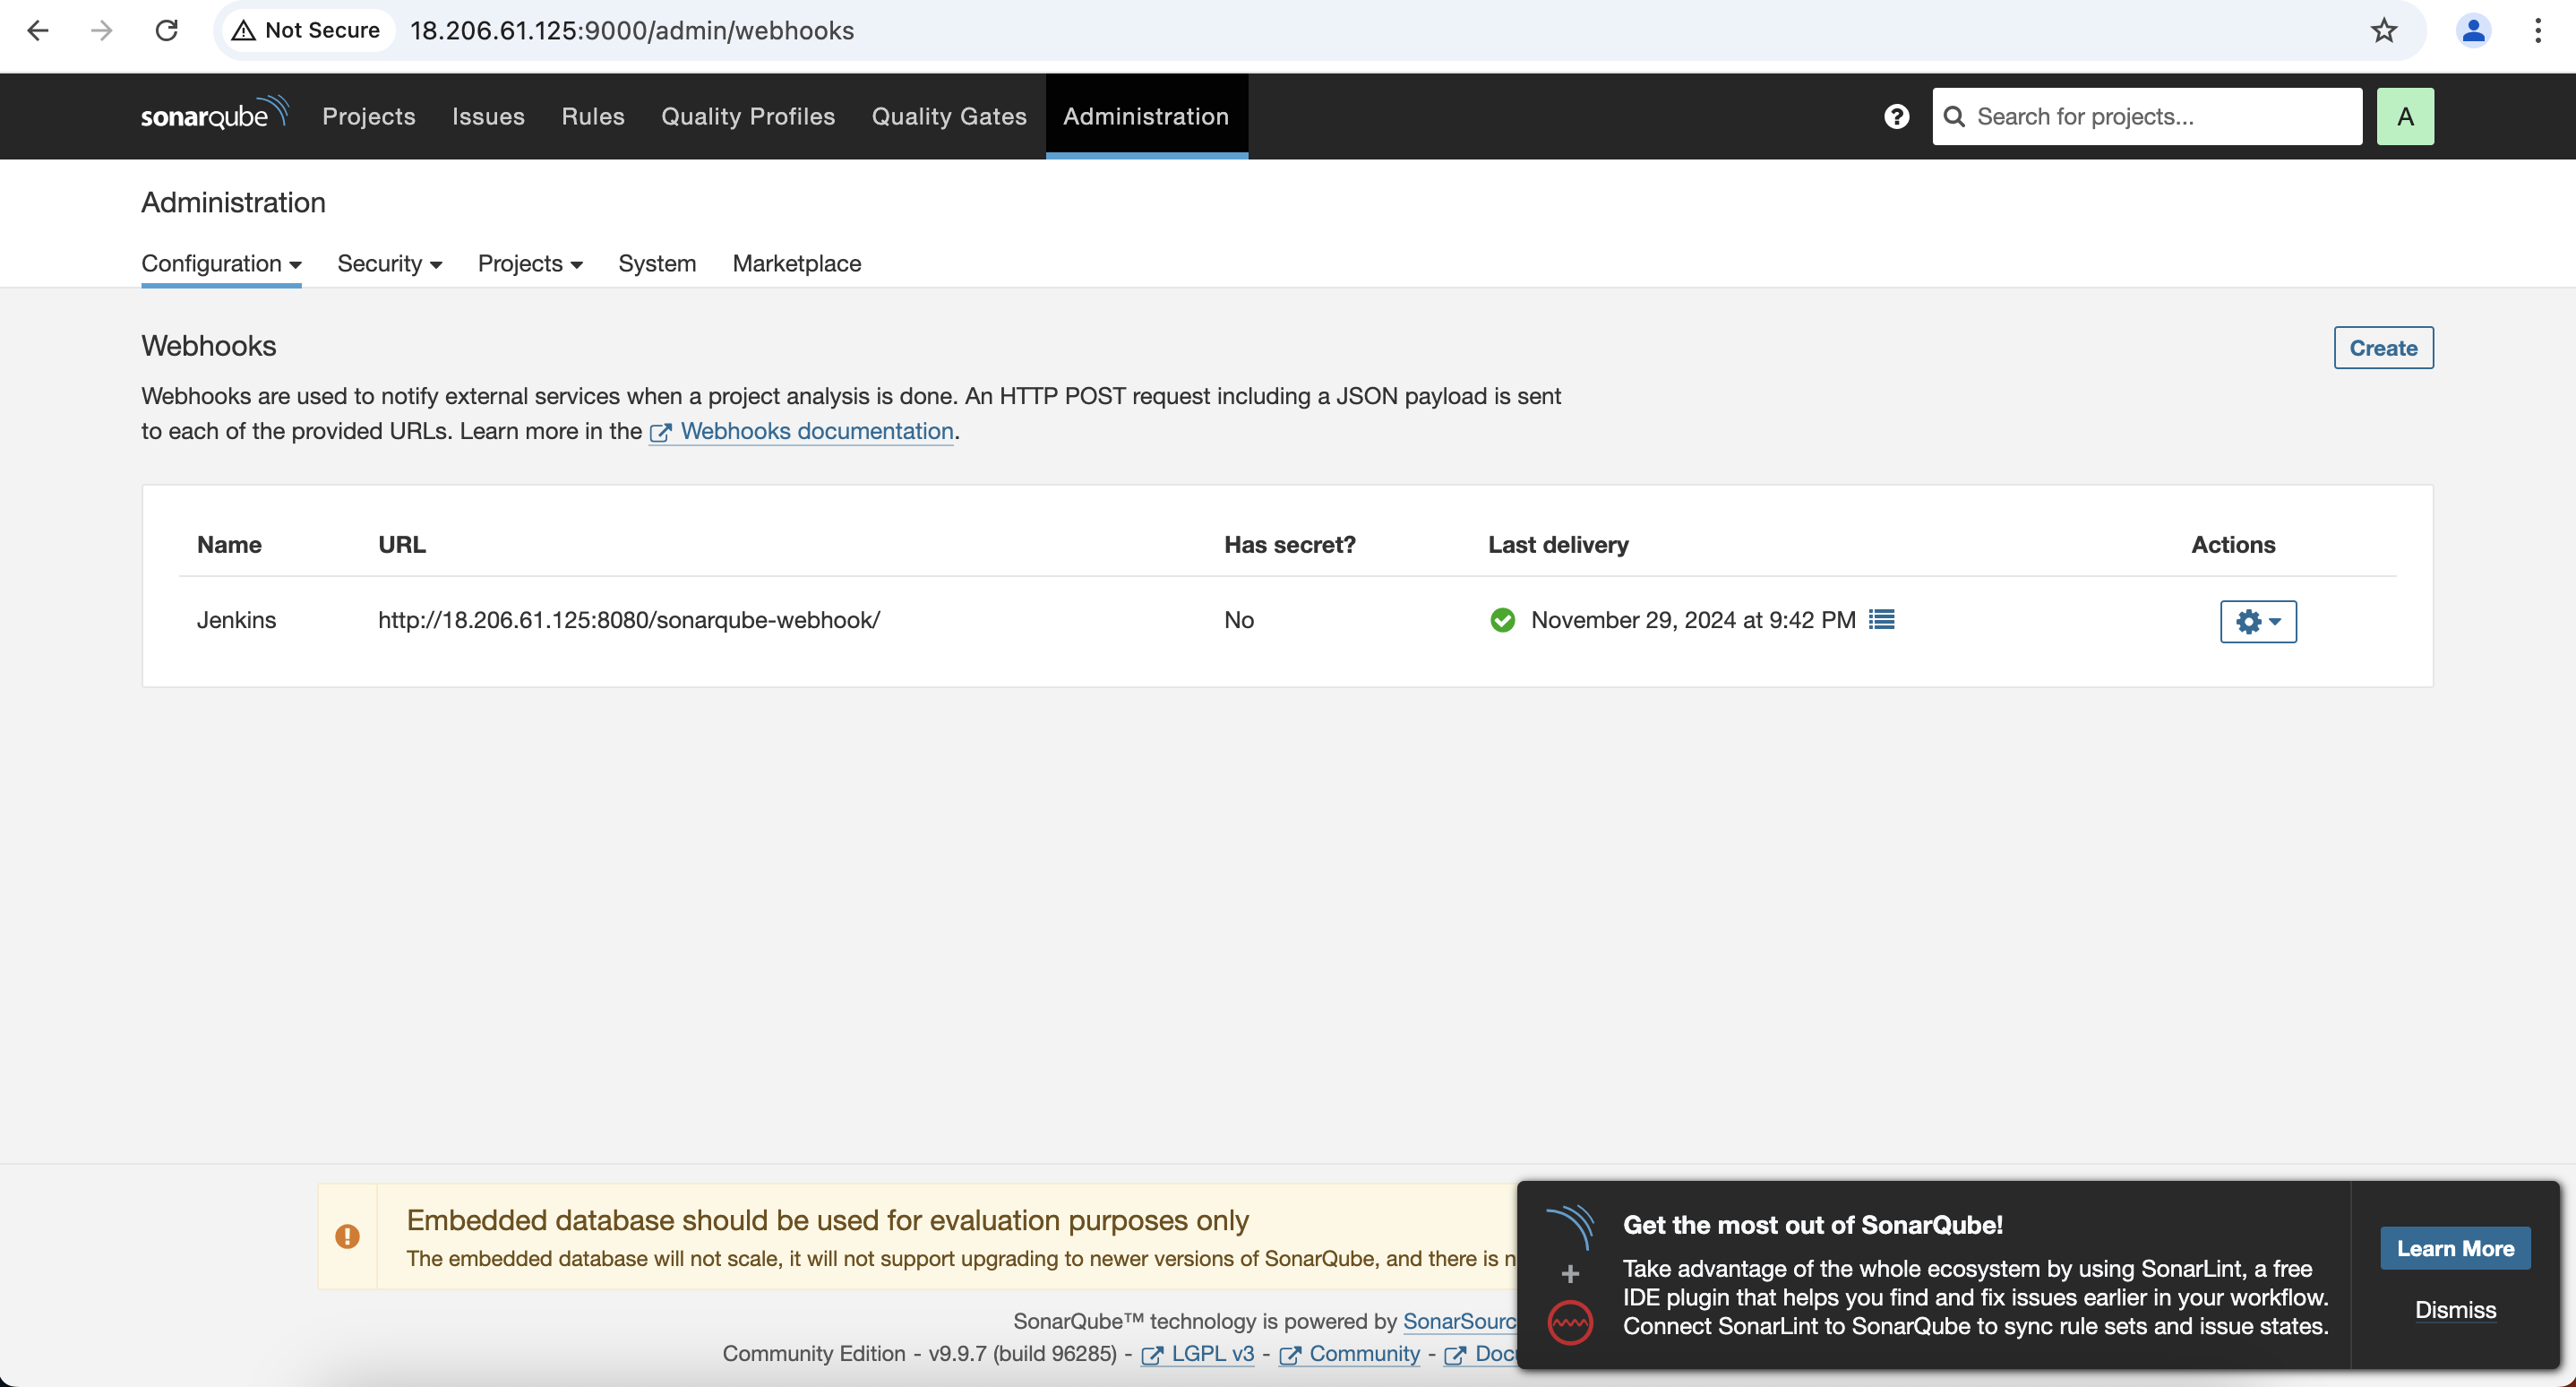 Not Secure 18.206.61.125:9000/admin/webhooks
sonarqube Projects Issues Rules Quality Profiles Quality Gates Administration ? Search for projects... A
Administration
Configuration Security Projects System Marketplace
Webhooks Create
Webhooks are used to notify external services when a project analysis is done. An HTTP POST request including a JSON payload is sent
to each of the provided URLs. Learn more in the Webhooks documentation.
Name URL Has secret? Last delivery Actions
Jenkins http://18.206.61.125:8080/sonarqube-webhook/ No November 29, 2024 at 9:42 PM
Embedded database should be used for evaluation purposes only
The embedded database will not scale, it will not support upgrading to newer versions of SonarQube, and there is n
SonarQube™ technology is powered by SonarSourc
Community Edition - v9.9.7 (build 96285) - LGPL v3 - Community - Docu
Get the most out of SonarQube!
Take advantage of the whole ecosystem by using SonarLint, a free
IDE plugin that helps you find and fix issues earlier in your workflow.
Connect SonarLint to SonarQube to sync rule sets and issue states.
Learn More
Dismiss